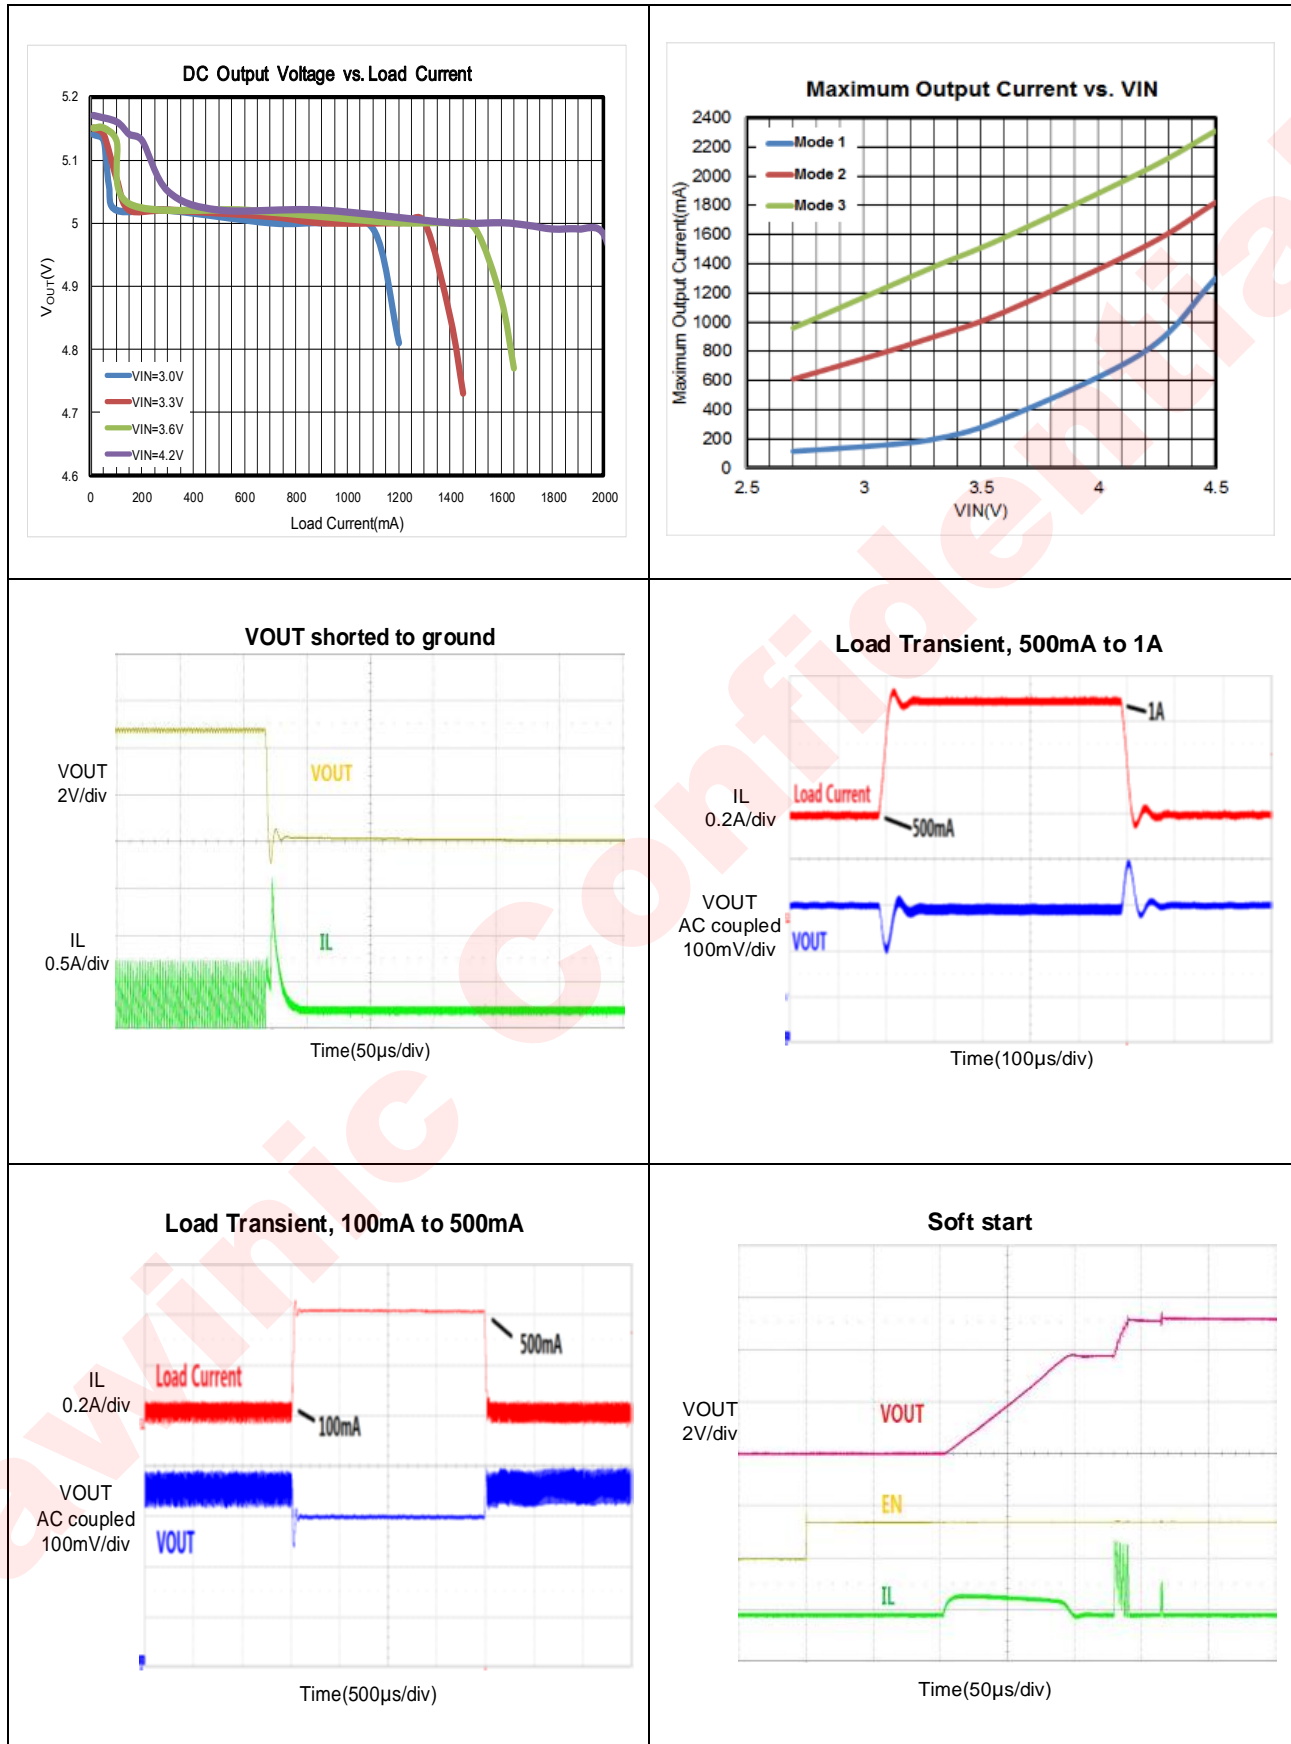 DC Output Voltage vs. Load Current
5.2
5.1
5
4.9
4.8
4.7
4.6
VOUT(V)
VIN=3.0V
VIN=3.3V
VIN=3.6V
VIN=4.2V
0 200 400 600 800 1000 1200 1400 1600 1800 2000
Load Current(mA)
Maximum Output Current vs. VIN
2400
2200
2000
1800
1600
1400
1200
1000
800
600
400
200
0
Maximum Output Current(mA)
Mode 1
Mode 2
Mode 3
2.5 3 3.5 4 4.5
VIN(V)
VOUT shorted to ground
VOUT
2V/div
VOUT
IL
0.5A/div
IL
Time(50µs/div)
Load Transient, 500mA to 1A
1A
IL
0.2A/div
Load Current
500mA
VOUT
AC coupled
100mV/div
VOUT
Time(100µs/div)
Load Transient, 100mA to 500mA
500mA
IL
0.2A/div
Load Current
100mA
VOUT
AC coupled
100mV/div
VOUT
Time(500µs/div)
Soft start
VOUT
2V/div
VOUT
EN
IL
Time(50µs/div)
awinic Confidential